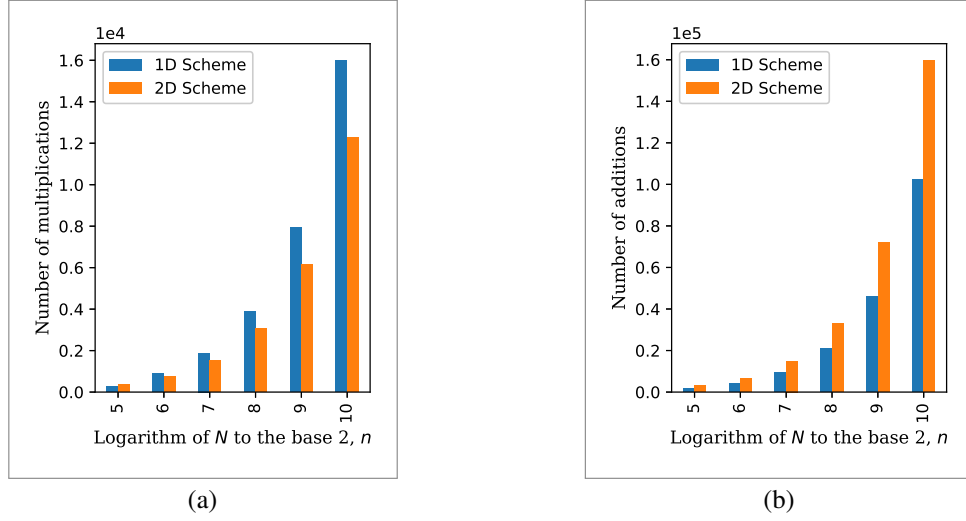 1e4
1D Scheme
2D Scheme
Number of multiplications
1.6
1.4
1.2
1.0
0.8
0.6
0.4
0.2
0.0
5 6 7 8 9 10
Logarithm of N to the base 2, n
(a)
1e5
1D Scheme
2D Scheme
Number of additions
1.6
1.4
1.2
1.0
0.8
0.6
0.4
0.2
0.0
5 6 7 8 9 10
Logarithm of N to the base 2, n
(b)